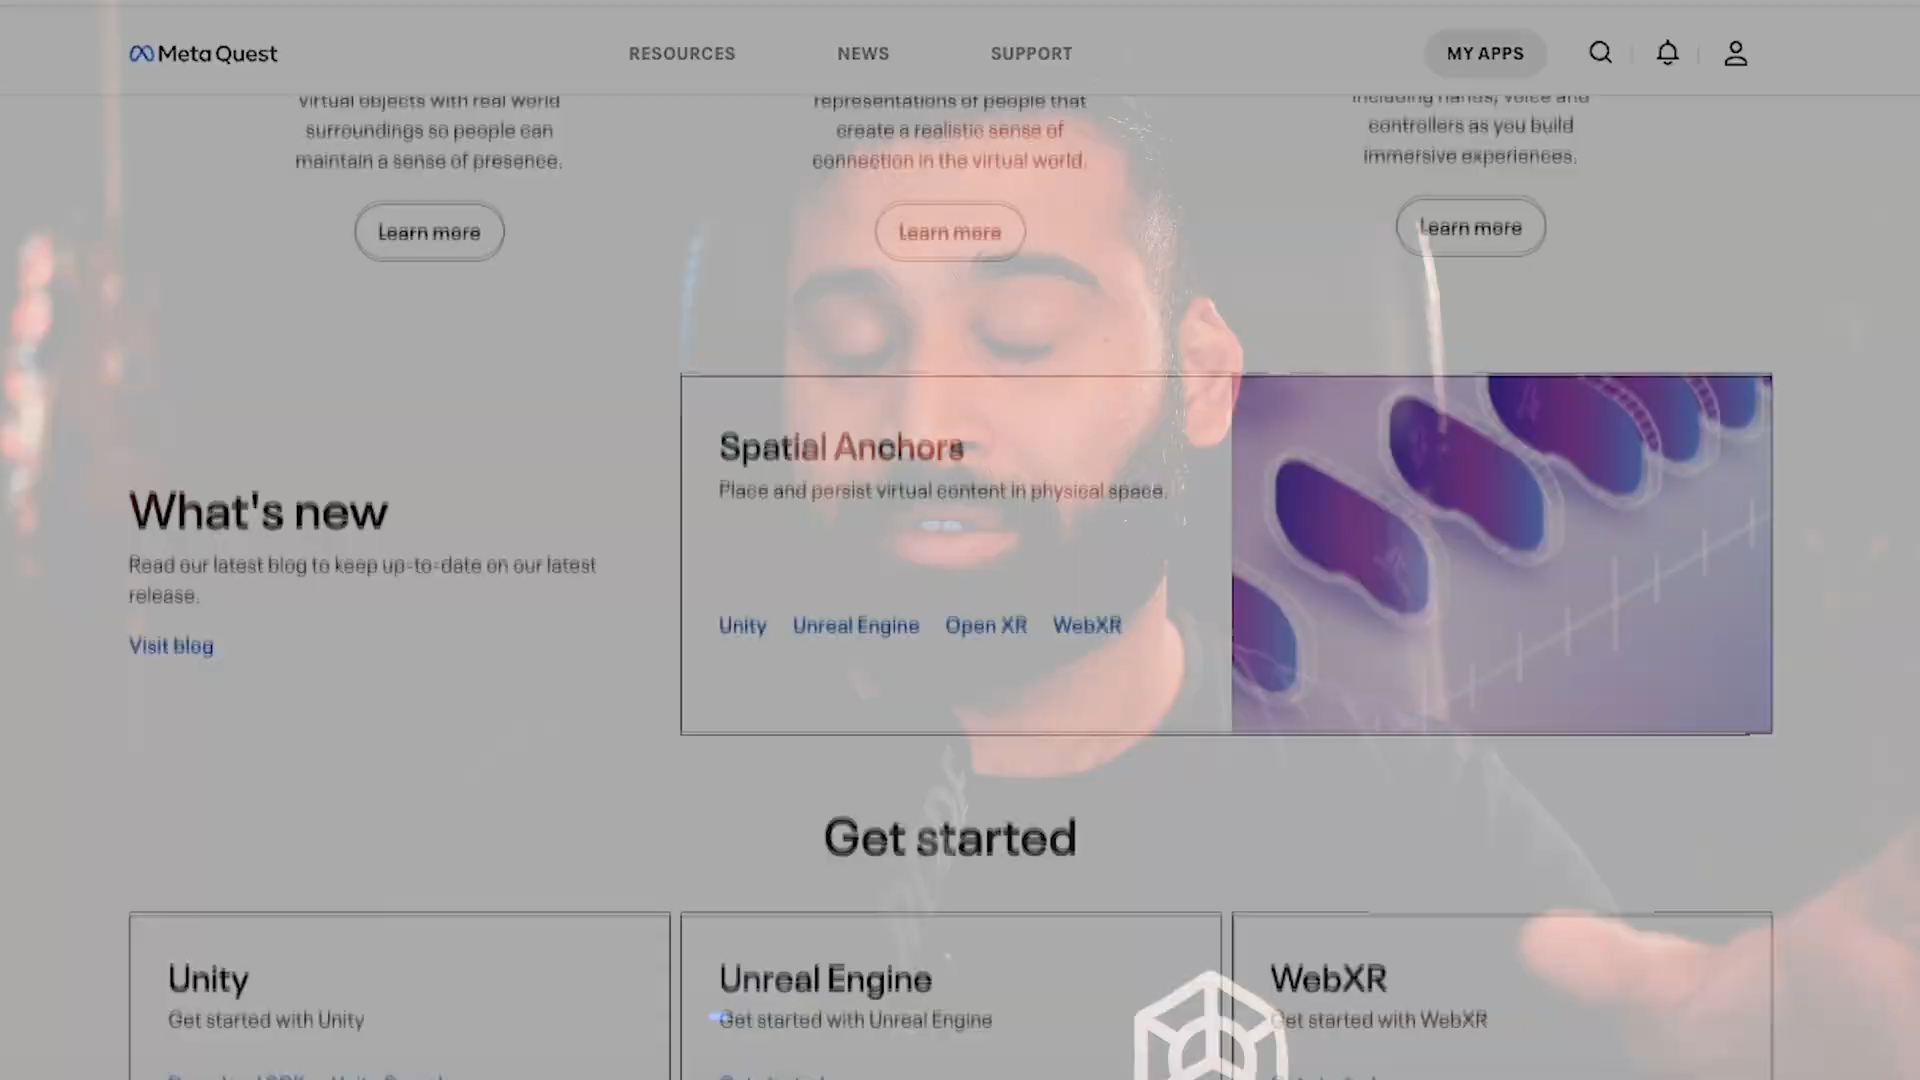 Meta Quest
RESOURCES
NEWS
SUPPORT
MY APPS
virtual objects with real world
surroundings so people can
maintain a sense of presence.
Learn more
representations of people that
create a realistic sense of
connection in the virtual world.
Learn more
including hands, voice and
controllers as you build
immersive experiences.
Learn more
What's new
Read our latest blog to keep up-to-date on our latest
release.
Visit blog
Spatial Anchors
Place and persist virtual content in physical space.
Unity Unreal Engine Open XR WebXR
Get started
Unity
Get started with Unity
Unreal Engine
Get started with Unreal Engine
WebXR
Get started with WebXR